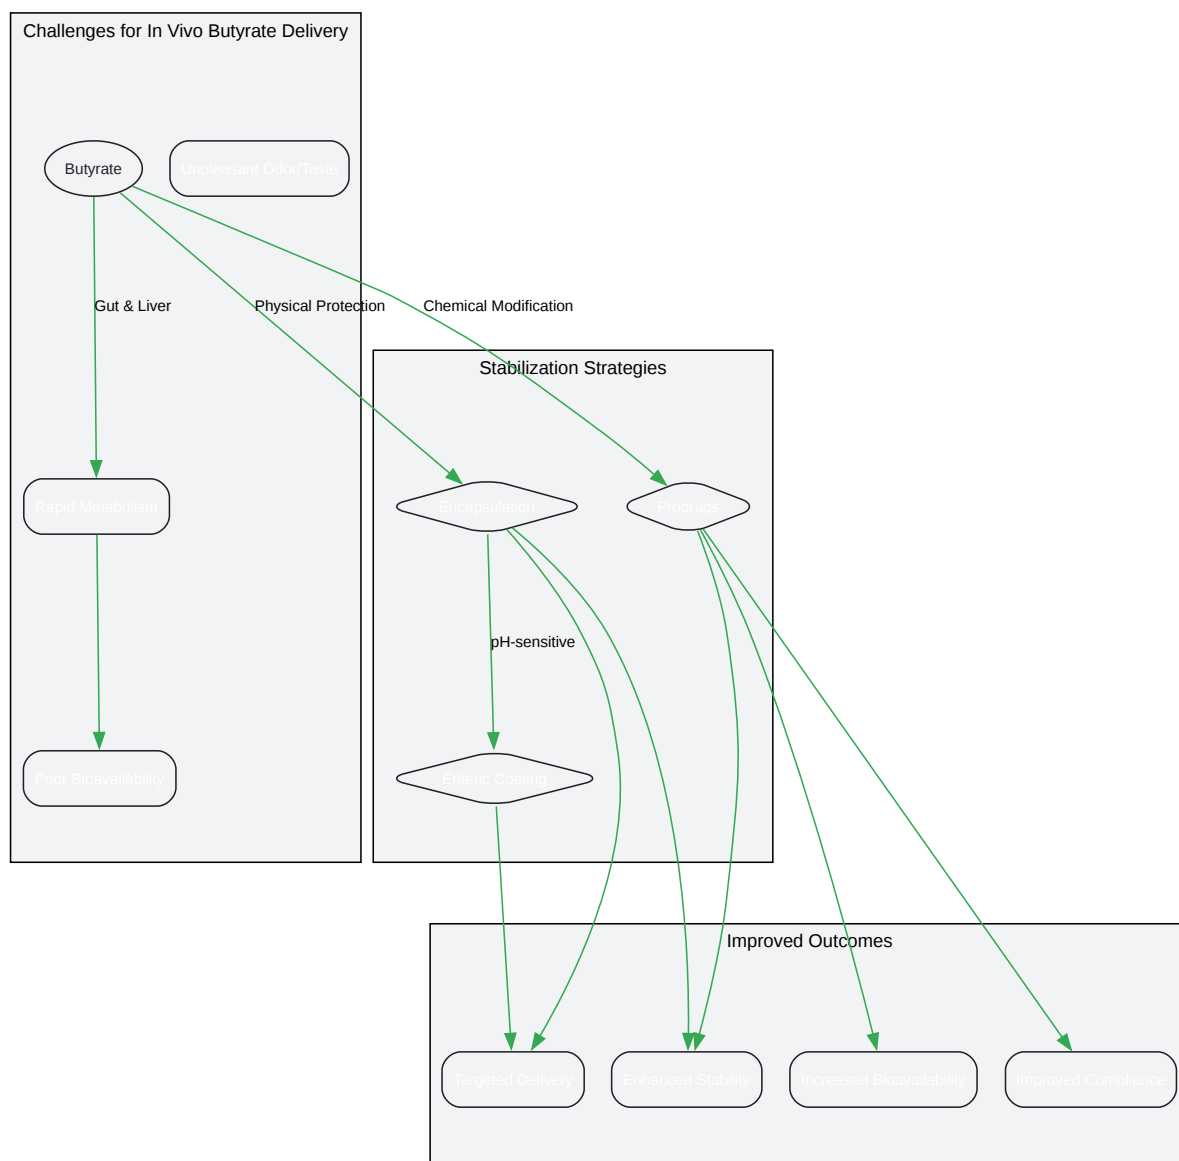 Challenges for In Vivo Butyrate Delivery
Butyrate
Unpleasant Odor/Taste
Gut & Liver
Physical Protection
Chemical Modification
Stabilization Strategies
Rapid Metabolism
Encapsulation
Prodrugs
pH-sensitive
Poor Bioavailability
Enteric Coating
Improved Outcomes
Targeted Delivery
Enhanced Stability
Increased Bioavailability
Improved Compliance